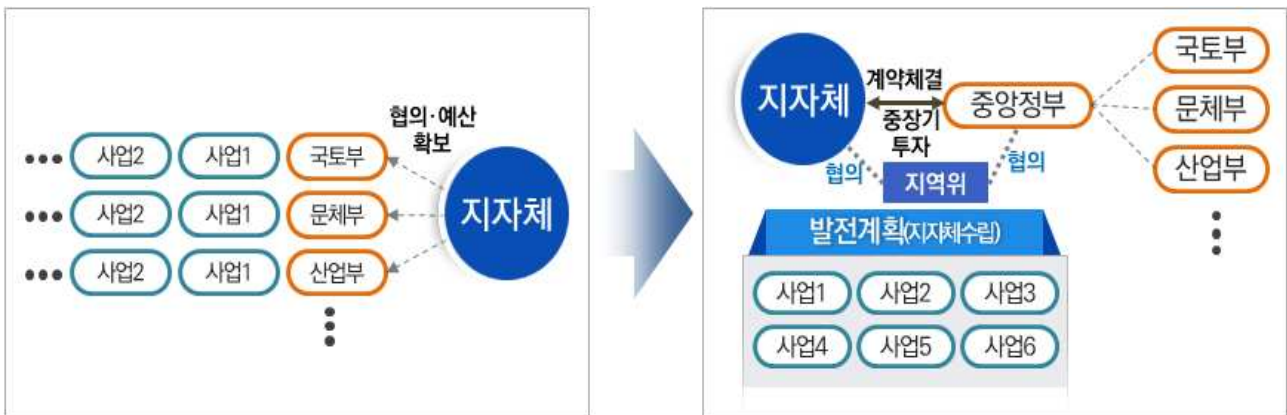 협의·예산
확보
••• 사업2 사업1 국토부
••• 사업2 사업1 문체부
••• 사업2 사업1 산업부
지자체
지자체
계약체결
중장기
투자
중앙정부
국토부
문체부
산업부
협의
지역위
협의
발전계획(지자체수립)
사업1 사업2 사업3
사업4 사업5 사업6